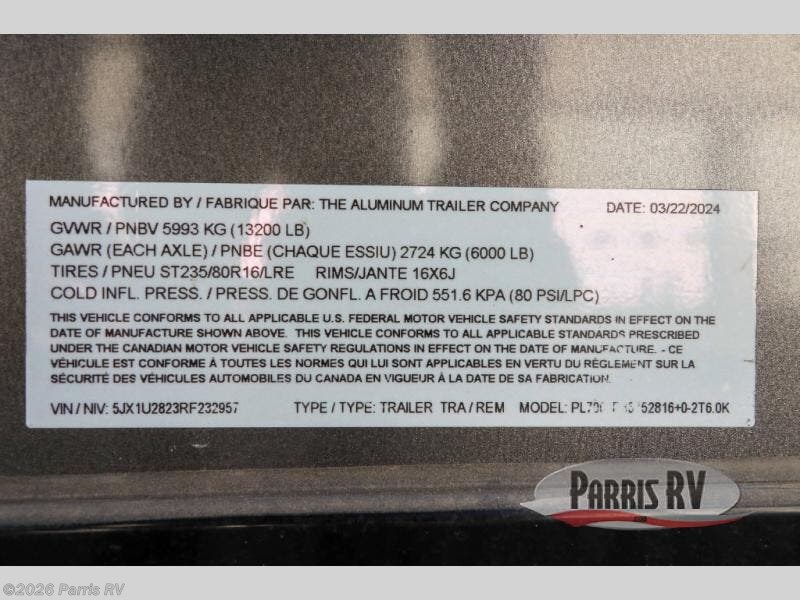 MANUFACTURED BY / FABRIQUE PAR: THE ALUMINUM TRAILER COMPANY DATE: 03/22/2024
GVWR / PNBV 5993 KG (13200 LB)
GAWR (EACH AXLE) / PNBE (CHAQUE ESSIU) 2724 KG (6000 LB)
TIRES / PNEU ST235/80R16/LRE RIMS/JANTE 16X6J
COLD INFL. PRESS. / PRESS. DE GONFL. A FROID 551.6 KPA (80 PSI/LPC)
THIS VEHICLE CONFORMS TO ALL APPLICABLE U.S. FEDERAL MOTOR VEHICLE SAFETY STANDARDS IN EFFECT ON THE
DATE OF MANUFACTURE SHOWN ABOVE. THIS VEHICLE CONFORMS TO ALL APPLICABLE STANDARDS PRESCRIBED
UNDER THE CANADIAN MOTOR VEHICLE SAFETY REGULATIONS IN EFFECT ON THE DATE OF MANUFACTURE. - CE
VÉHICULE EST CONFORME À TOUTES LES NORMES QUI LUI SONT APPLICABLES EN VERTU DU RÈGLEMENT SUR LA
SÉCURITÉ DES VÉHICULES AUTOMOBILES DU CANADA EN VIGUEUR À LA DATE DE SA FABRICATION.
VIN / NIV: 5JX1U2823RF232957 TYPE / TYPE: TRAILER TRA / REM MODEL:
PARRIS RV
©2026 Parris RV